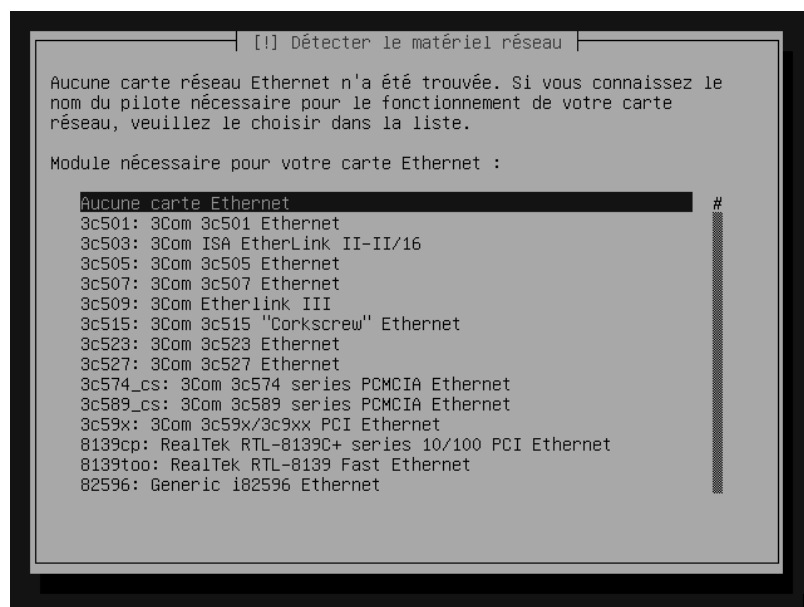 [!] Détecter le matériel réseau
Aucune carte réseau Ethernet n'a été trouvée. Si vous connaissez le
nom du pilote nécessaire pour le fonctionnement de votre carte
réseau, veuillez le choisir dans la liste.
Module nécessaire pour votre carte Ethernet :
Aucune carte Ethernet #
3c501: 3Com 3c501 Ethernet
3c503: 3Com ISA EtherLink II-II/16
3c505: 3Com 3c505 Ethernet
3c507: 3Com 3c507 Ethernet
3c509: 3Com Etherlink III
3c515: 3Com 3c515 "Corkscrew" Ethernet
3c523: 3Com 3c523 Ethernet
3c527: 3Com 3c527 Ethernet
3c574_cs: 3Com 3c574 series PCMCIA Ethernet
3c589_cs: 3Com 3c589 series PCMCIA Ethernet
3c59x: 3Com 3c59x/3c9xx PCI Ethernet
8139cp: RealTek RTL-8139C+ series 10/100 PCI Ethernet
8139too: RealTek RTL-8139 Fast Ethernet
82596: Generic i82596 Ethernet